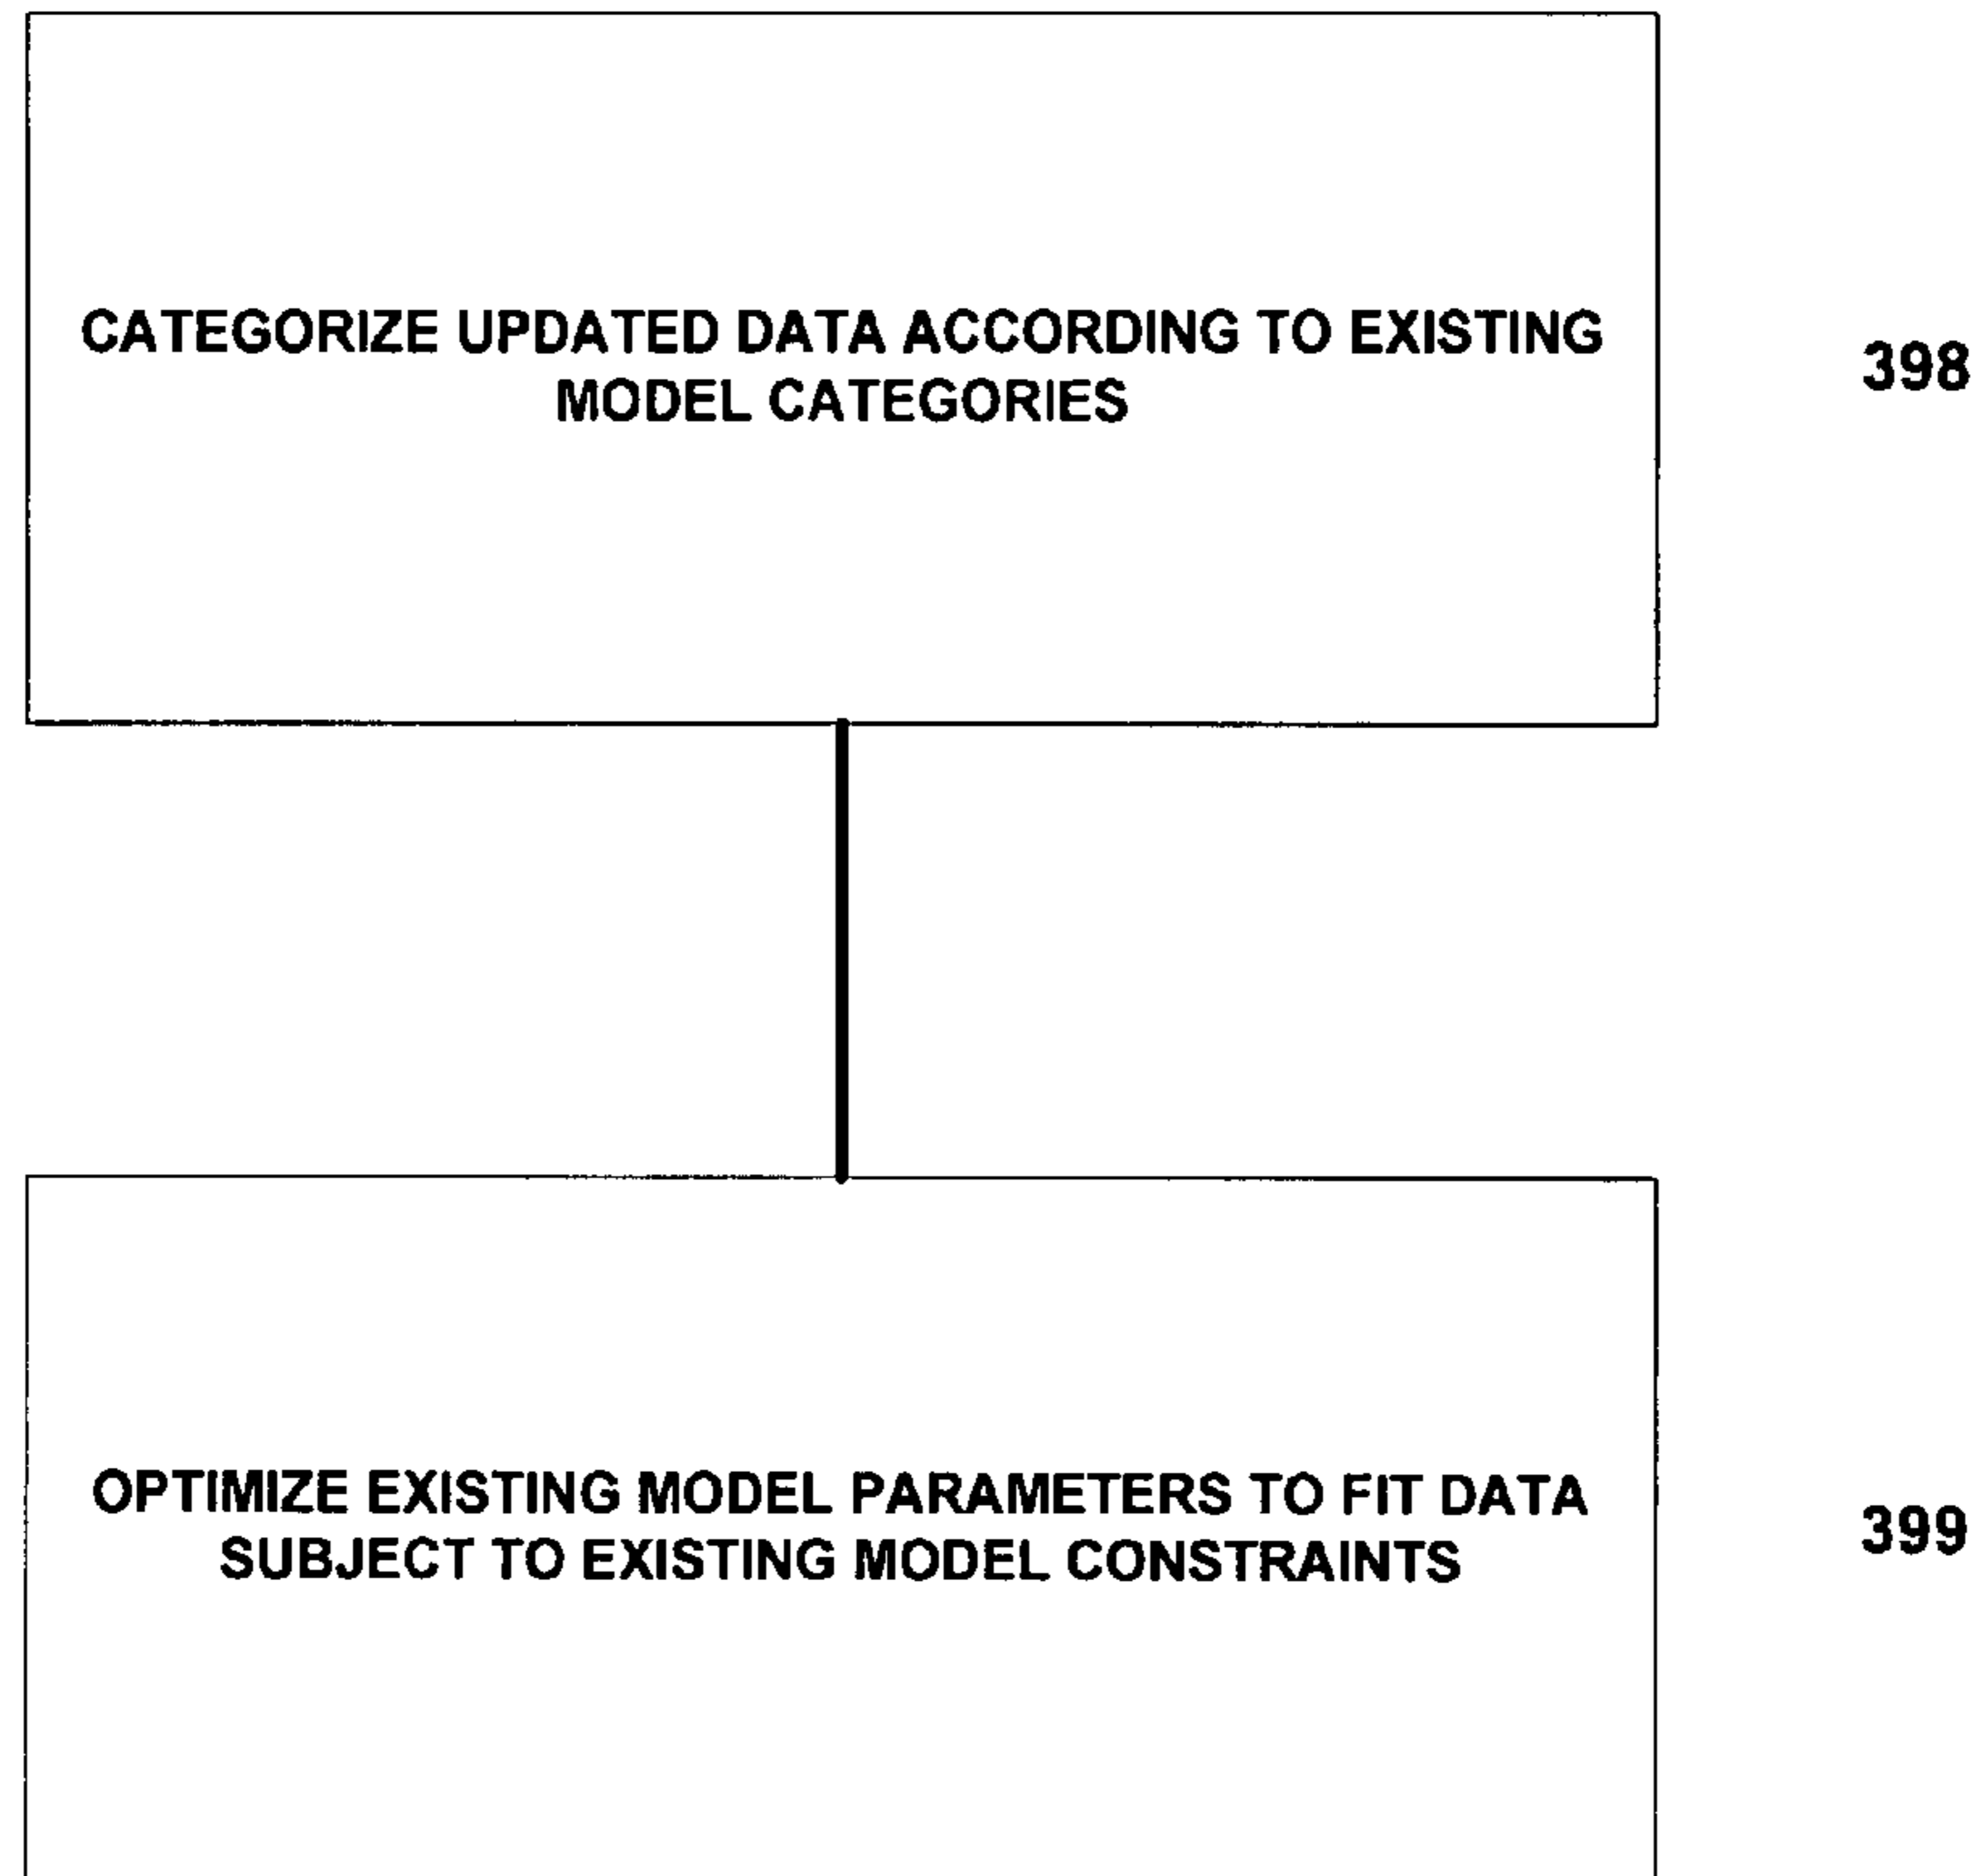 CATEGORIZE UPDATED DATA ACCORDING TO EXISTING
MODEL CATEGORIES
398
OPTIMIZE EXISTING MODEL PARAMETERS TO FIT DATA
SUBJECT TO EXISTING MODEL CONSTRAINTS
399